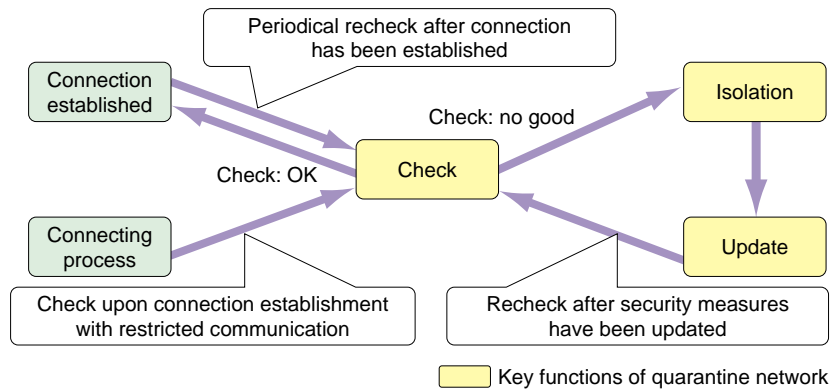 Periodical recheck after connection
has been established
Connection
established
Isolation
Check: no good
Check: OK
Check
Connecting
process
Update
Check upon connection establishment
with restricted communication
Recheck after security measures
have been updated
Key functions of quarantine network